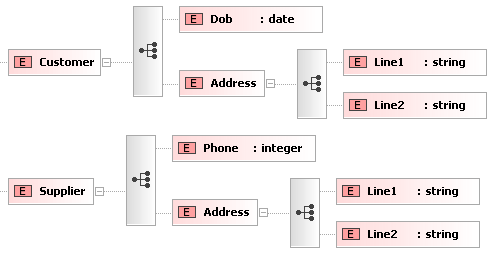 E Dob : date
E Customer
E Line1 : string
E Address
E Line2 : string
E Phone : integer
E Supplier
E Line1 : string
E Address
E Line2 : string